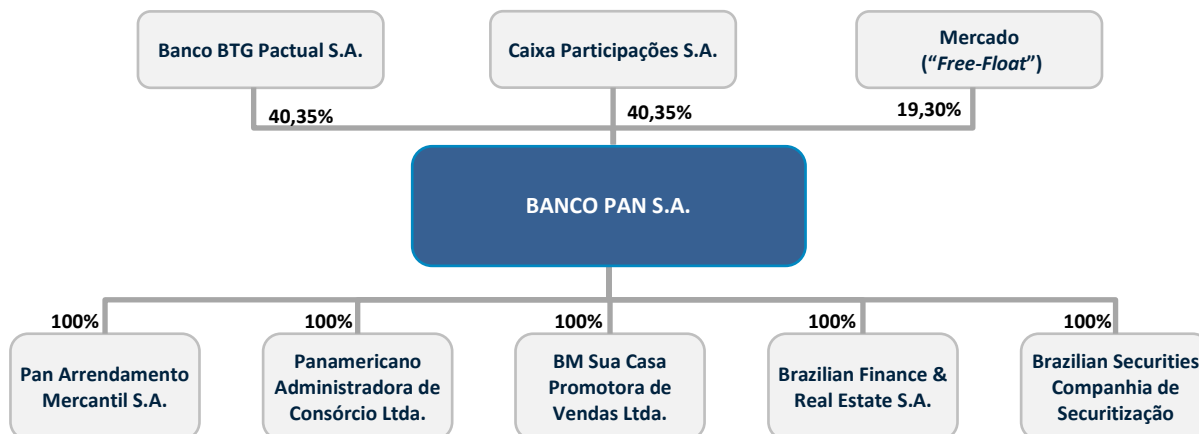 Banco BTG Pactual S.A.
Caixa Participações S.A.
Mercado
(“Free-Float”)
40,35%
40,35%
19,30%
BANCO PAN S.A.
100%
100%
100%
100%
100%
Pan Arrendamento
Mercantil S.A.
Panamericano
Administradora de
Consórcio Ltda.
BM Sua Casa
Promotora de
Vendas Ltda.
Brazilian Finance &
Real Estate S.A.
Brazilian Securities
Companhia de
Securitização